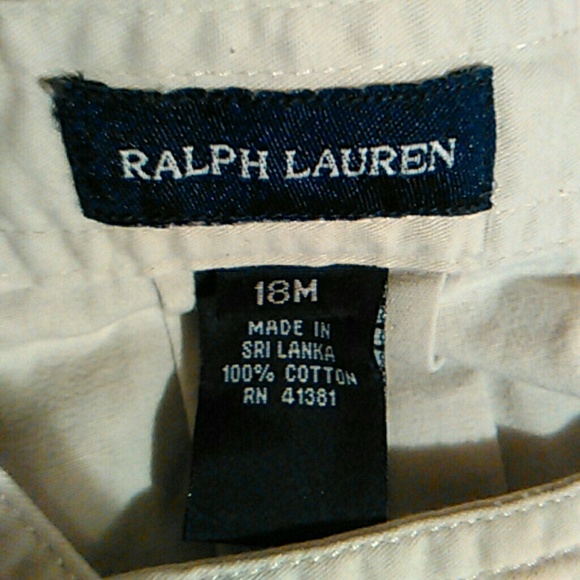 RALPH LAUREN
18M
MADE IN
SRI LANKA
100% COTTON
RN 41381